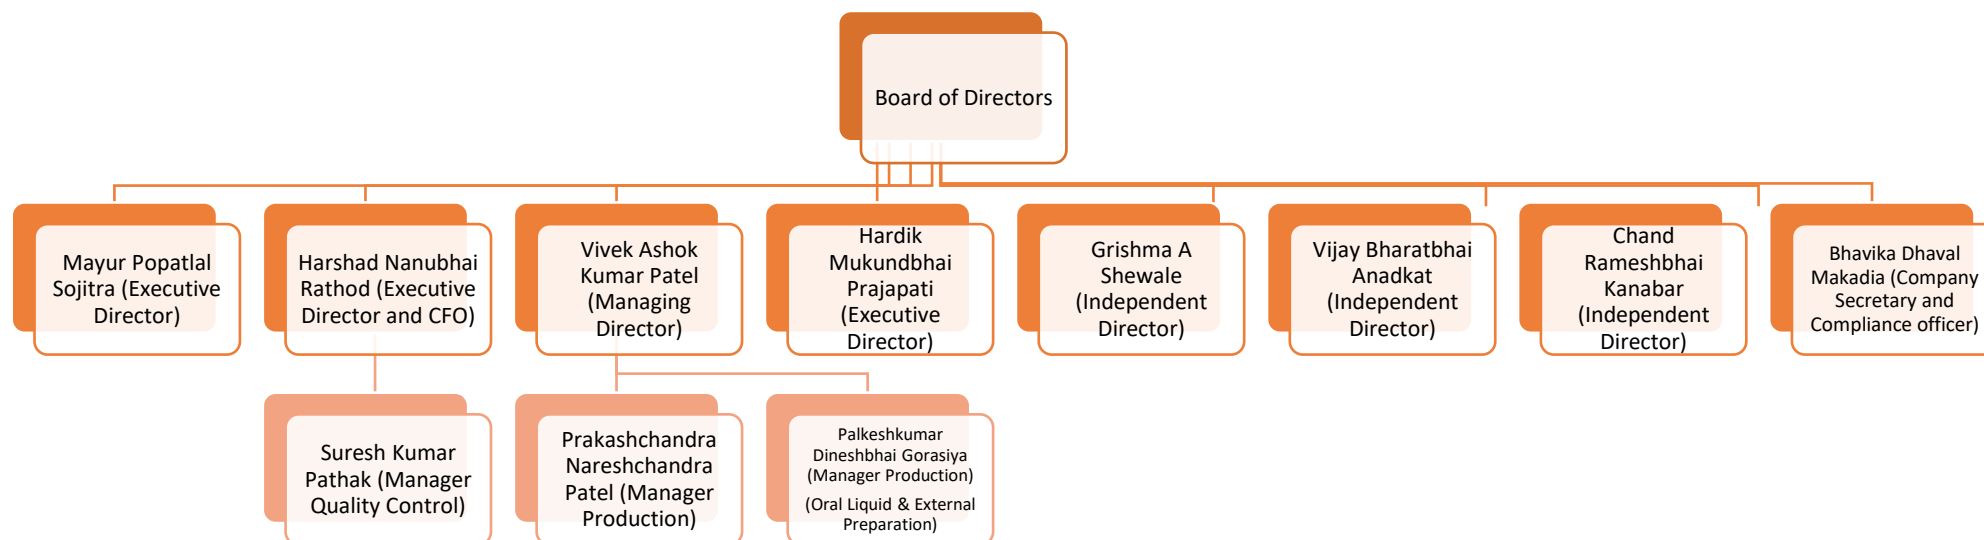 Board of Directors
Mayur Popatlal
Sojitra (Executive
Director)
Harshad Nanubhai
Rathod (Executive
Director and CFO)
Vivek Ashok
Kumar Patel
(Managing
Director)
Hardik
Mukundbhai
Prajapati
(Executive
Director)
Grishma A
Shewale
(Independent
Director)
Vijay Bharatbhai
Anadkat
(Independent
Director)
Chand
Rameshbhai
Kanabar
(Independent
Director)
Bhavika Dhaval
Makadia (Company
Secretary and
Compliance officer)
Suresh Kumar
Pathak (Manager
Quality Control)
Prakashchandra
Nareshchandra
Patel (Manager
Production)
Palkeshkumar
Dineshbhai Gorasiya
(Manager Production)
(Oral Liquid & External
Preparation)